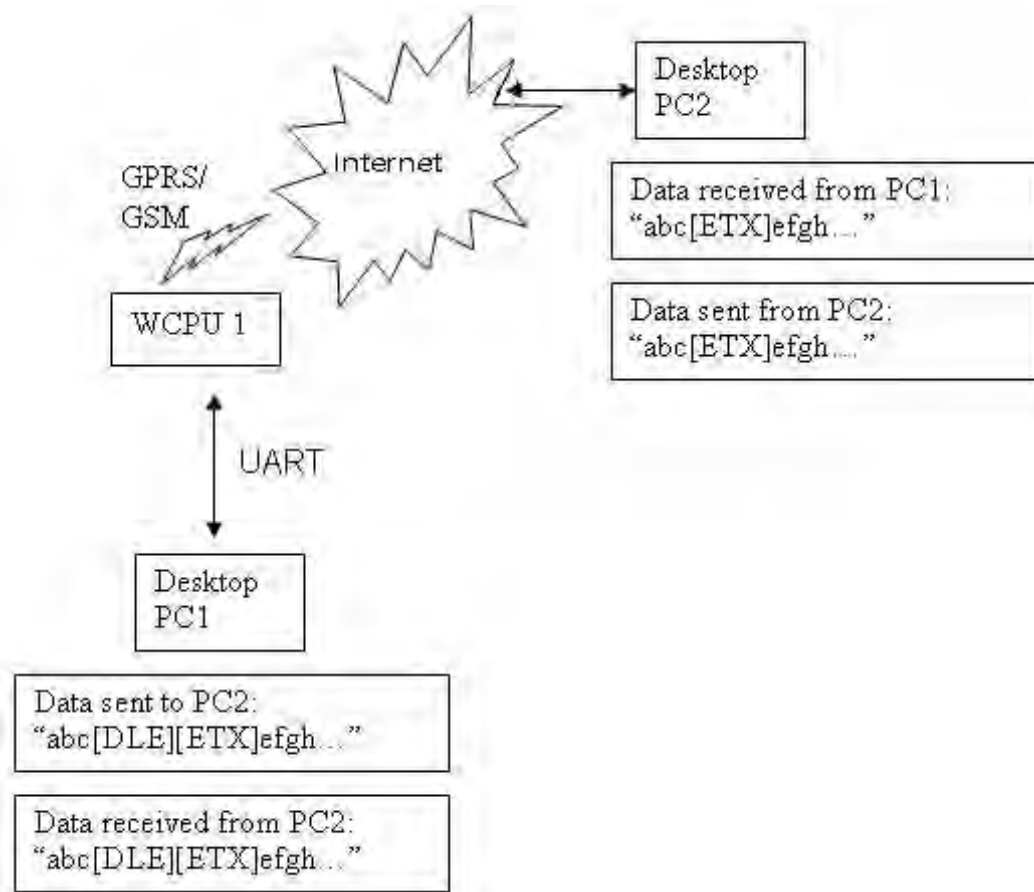 Desktop
PC2
Internet
GPRS/
GSM
Data received from PC1:
“abc[ETX]efgh....”
Data sent from PC2:
“abc[ETX]efgh....”
WCPU 1
UART
Desktop
PC1
Data sent to PC2:
“abc[DLE][ETX]efgh...”
Data received from PC2:
“abc[DLE][ETX]efgh...”